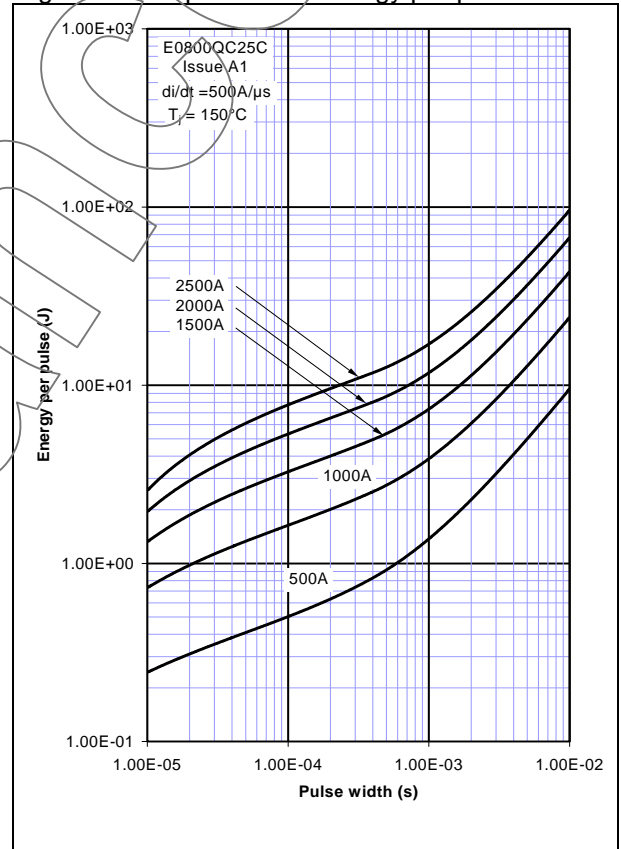 1.00E+03
E0800QC25C
Issue A1
di/dt =500A/µs
Tj = 150°C
1.00E+02
2500A
2000A
1500A
Energy per pulse (J)
1.00E+01
1000A
1.00E+00
500A
1.00E-01
1.00E-05 1.00E-04 1.00E-03 1.00E-02
Pulse width (s)